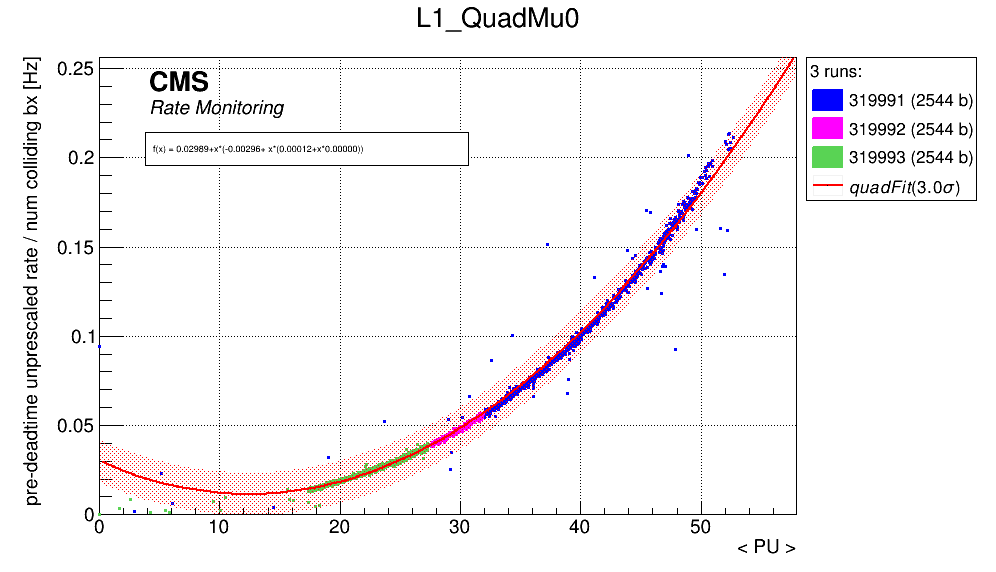 L1_QuadMu0
pre-deadtime unprescaled rate / num colliding bx [Hz]
0.25
0.2
0.15
0.1
0.05
0
CMS
Rate Monitoring
f(x) = 0.02989+x*(-0.00296+ x*(0.00012+x*0.00000))
0 10 20 30 40 50
< PU >
3 runs:
319991 (2544 b)
319992 (2544 b)
319993 (2544 b)
quadFit(3.0σ)